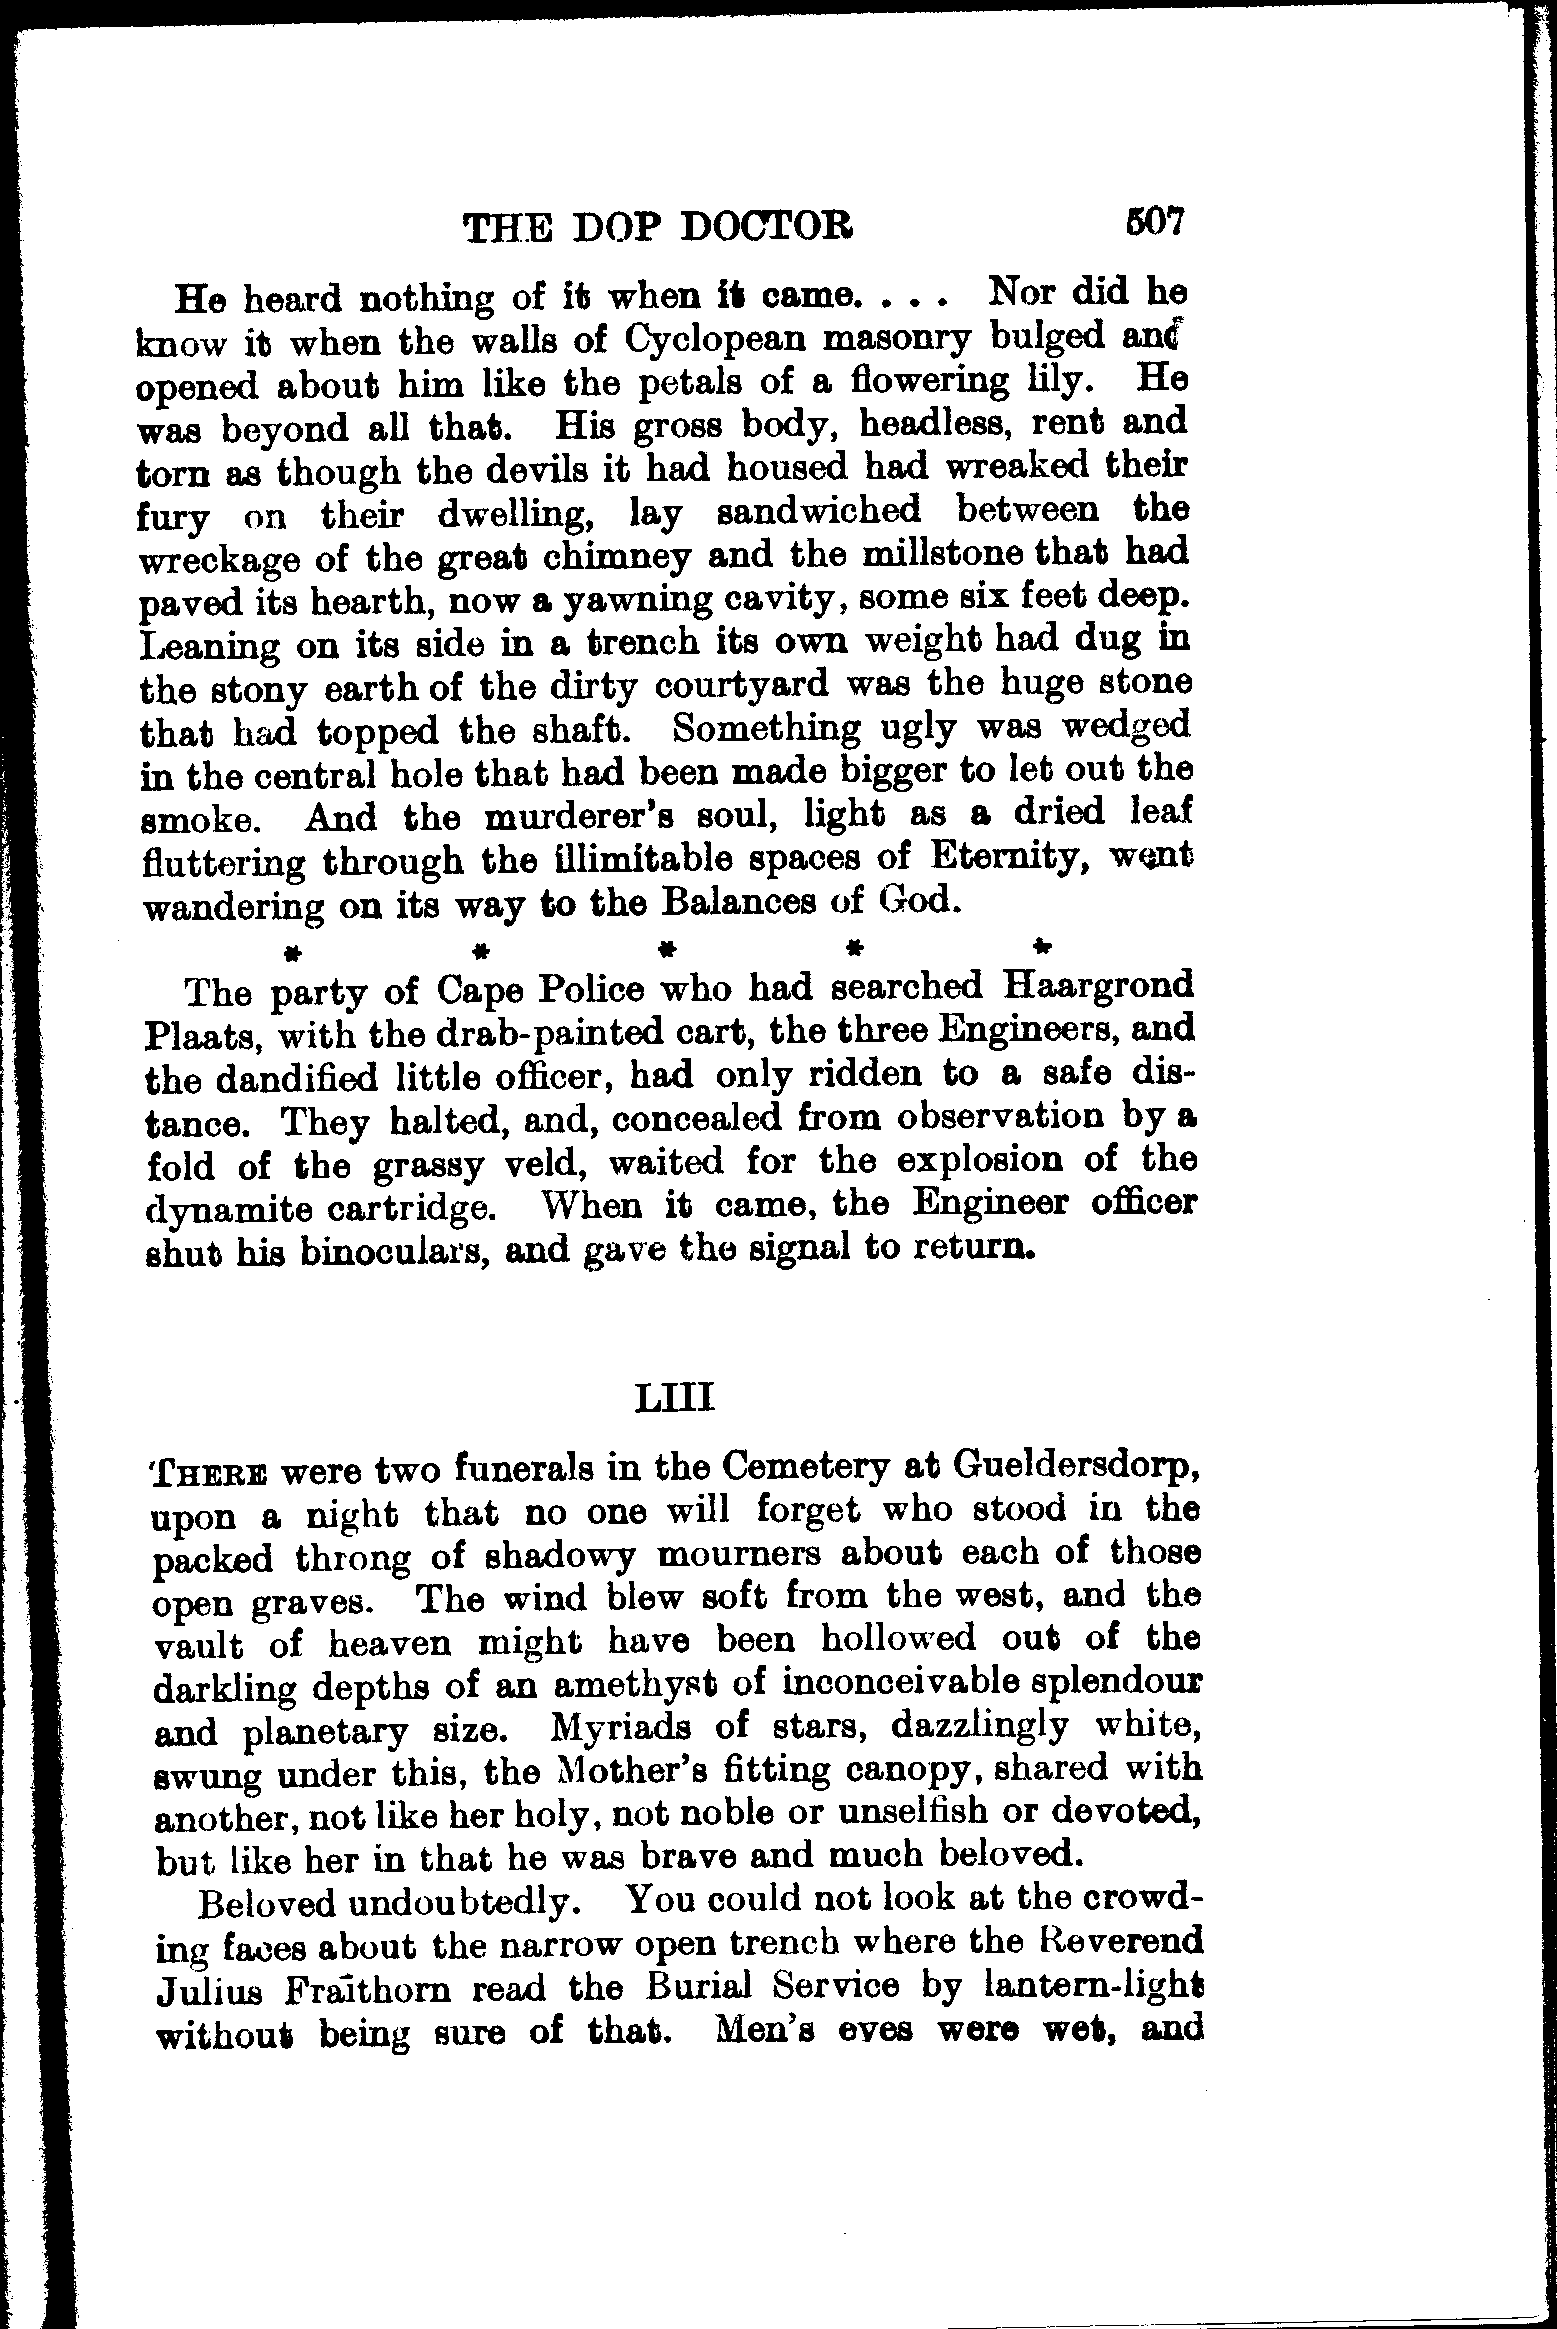 THE DOP DOCTOR 507
He heard nothing of it when it came. . . . Nor did he
know it when the walls of Cyclopean masonry bulged and
opened about him like the petals of a flowering lily. He
was beyond all that. His gross body, headless, rent and
torn as though the devils it had housed had wreaked their
fury on their dwelling, lay sandwiched between the
wreckage of the great chimney and the millstone that had
paved its hearth, now a yawning cavity, some six feet deep.
Leaning on its side in a trench its own weight had dug in
the stony earth of the dirty courtyard was the huge stone
that had topped the shaft. Something ugly was wedged
in the central hole that had been made bigger to let out the
smoke. And the murderer's soul, light as a dried leaf
fluttering through the illimitable spaces of Eternity, went
wandering on its way to the Balances of God.
* * * * *
The party of Cape Police who had searched Haargrond
Plaats, with the drab-painted cart, the three Engineers, and
the dandified little officer, had only ridden to a safe dis-
tance. They halted, and, concealed from observation by a
fold of the grassy veld, waited for the explosion of the
dynamite cartridge. When it came, the Engineer officer
shut his binoculars, and gave the signal to return.
LIII
THERE were two funerals in the Cemetery at Gueldersdorp,
upon a night that no one will forget who stood in the
packed throng of shadowy mourners about each of those
open graves. The wind blew soft from the west, and the
vault of heaven might have been hollowed out of the
darkling depths of an amethyst of inconceivable splendour
and planetary size. Myriads of stars, dazzlingly white,
swung under this, the Mother's fitting canopy, shared with
another, not like her holy, not noble or unselfish or devoted,
but like her in that he was brave and much beloved.
Beloved undoubtedly. You could not look at the crowd-
ing faces about the narrow open trench where the Reverend
Julius Fraithorn read the Burial Service by lantern-light
without being sure of that. Men's eyes were wet, and